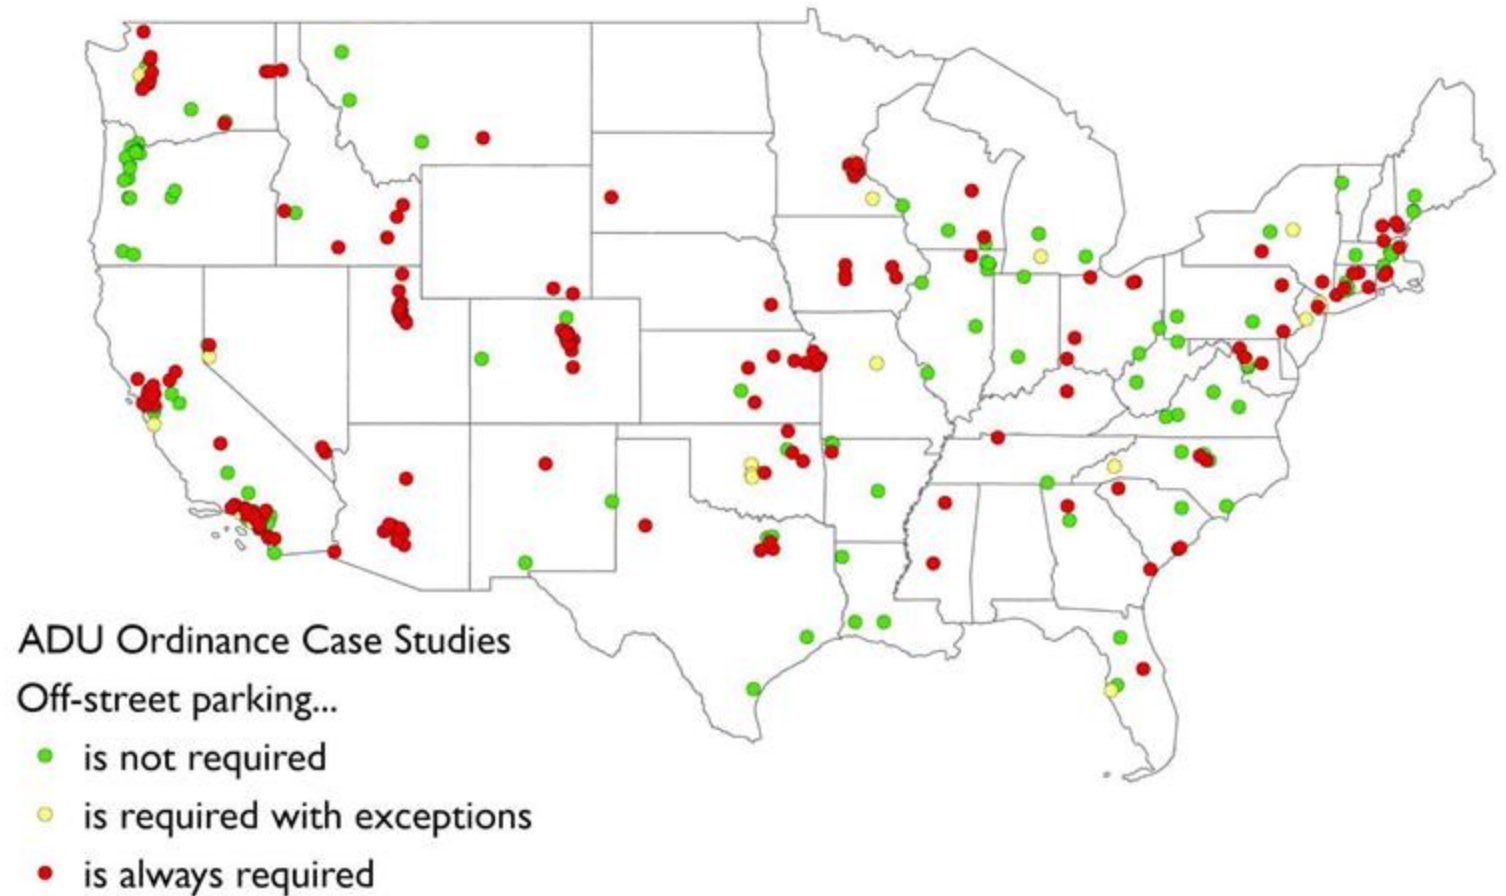 ADU Ordinance Case Studies
Off-street parking...
is not required
is required with exceptions
is always required